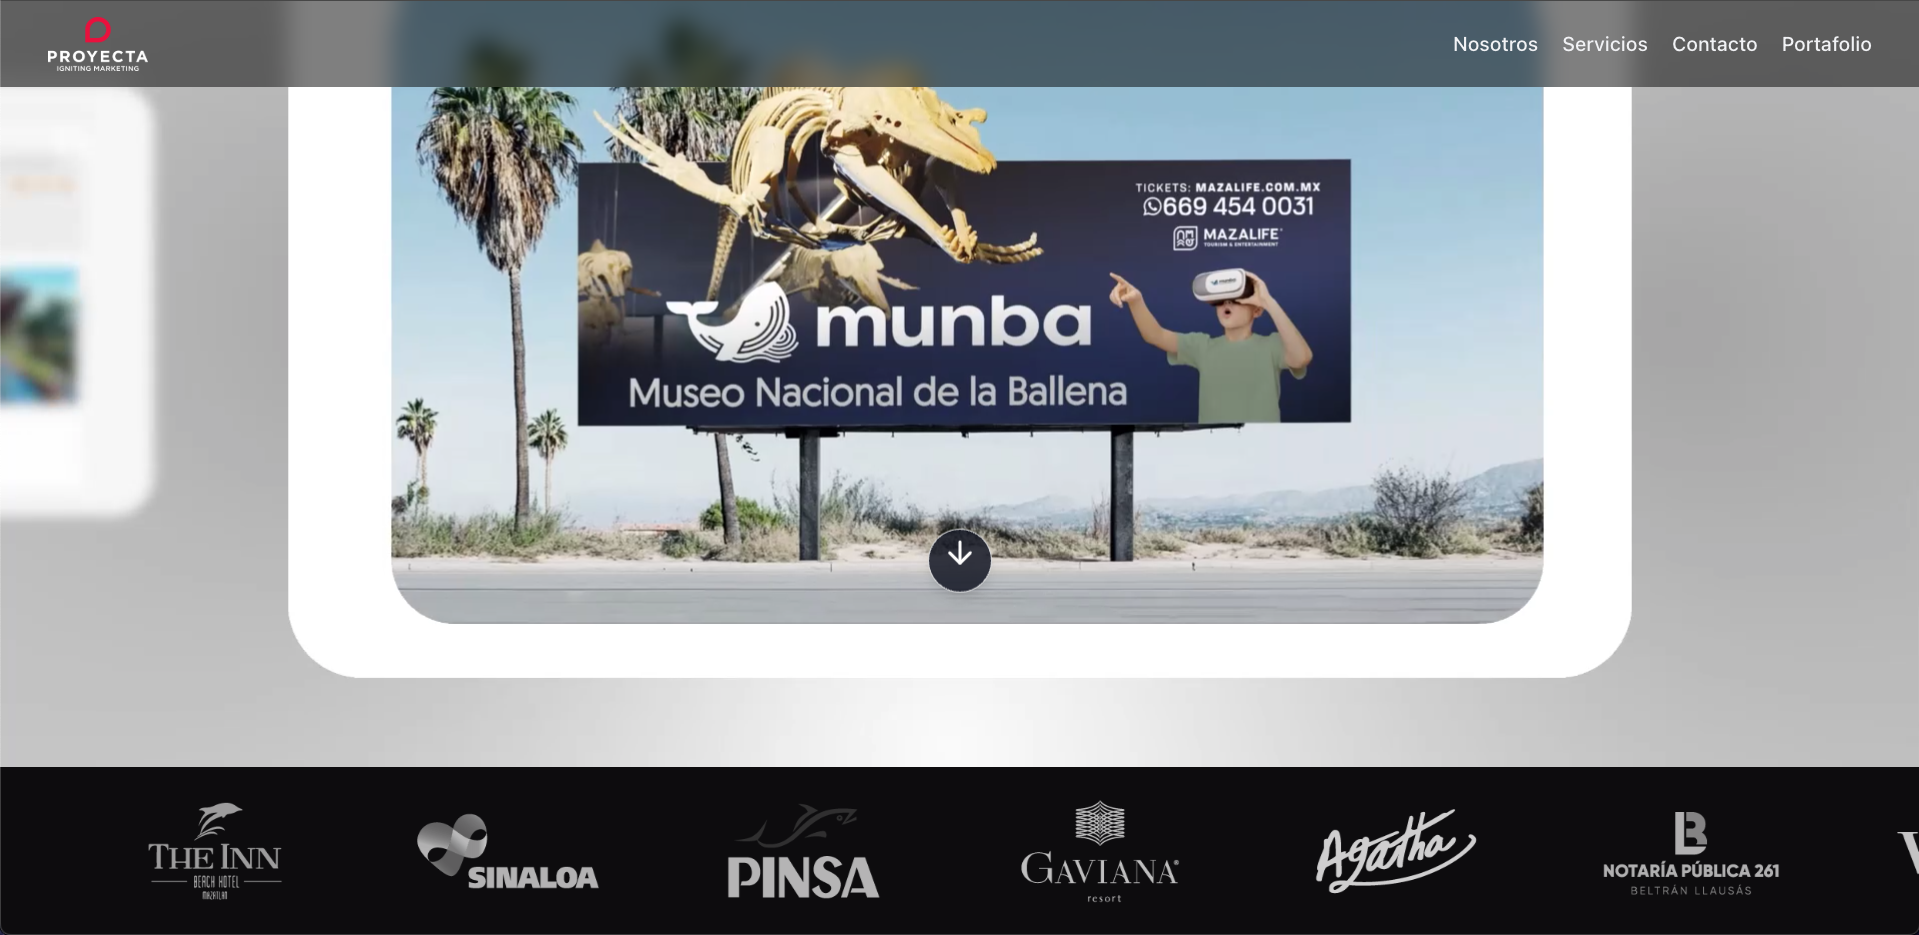 PROYECTA
IGNITING MARKETING
Nosotros Servicios Contacto Portafolio
TICKETS: MAZALIFE.COM.MX
669 454 0031
MAZALIFE
TOURISM & ENTERTAINMENT
munba
Museo Nacional de la Ballena
munba
THE INN
BEACH HOTEL
MAZATLAN
SINALOA
PINSA
GAVIANA®
resort
Agatha
NOTARÍA PÚBLICA 261
BELTRÁN LLAUSÁS